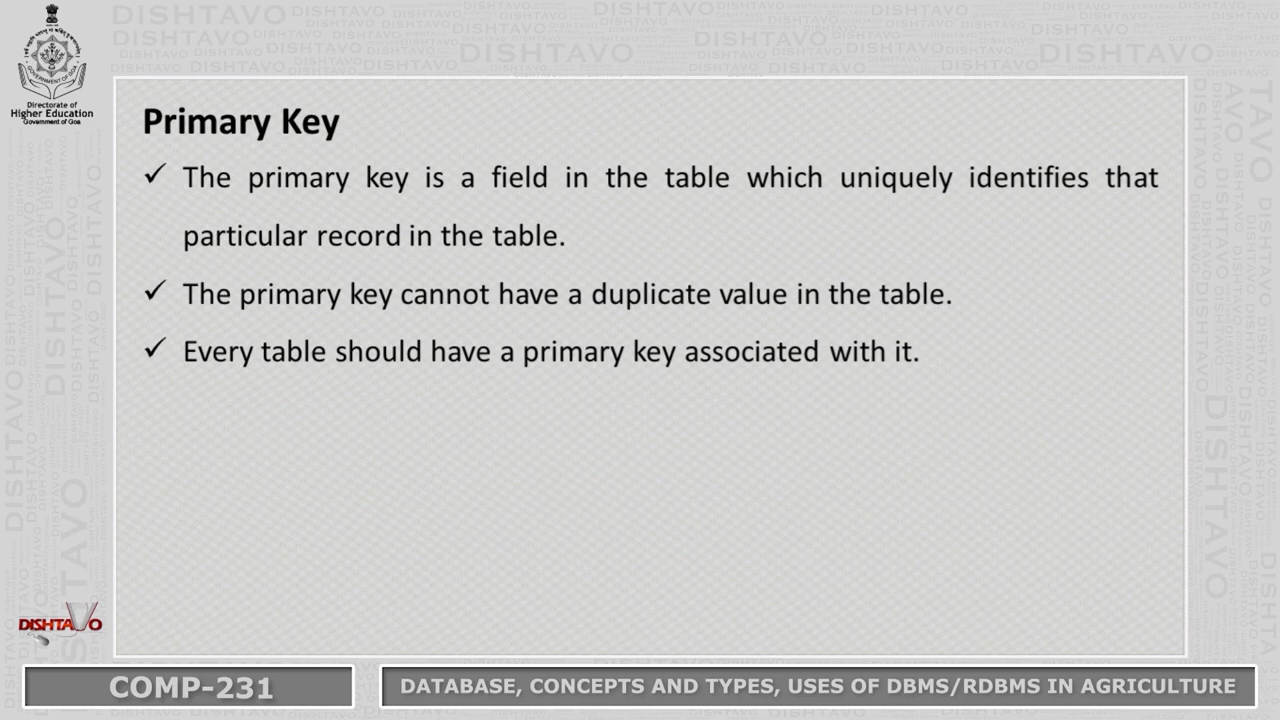 Directorate of
Higher Education
Government of Goa
Primary Key
✓ The primary key is a field in the table which uniquely identifies that
particular record in the table.
✓ The primary key cannot have a duplicate value in the table.
✓ Every table should have a primary key associated with it.
DISHTAVO
COMP-231
DATABASE, CONCEPTS AND TYPES, USES OF DBMS/RDBMS IN AGRICULTURE